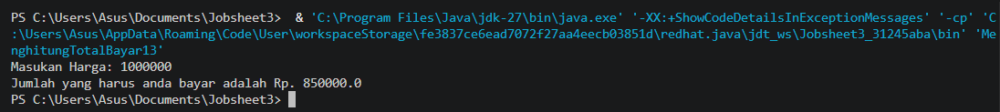 PS C:\Users\Asus\Documents\Jobsheet3>  & 'C:\Program Files\Java\jdk-27\bin\java.exe' '-XX:+ShowCodeDetailsInExceptionMessages' '-cp' 'C
:\Users\Asus\AppData\Roaming\Code\User\workspaceStorage\fe3837ce6ead7072f27aa4eecb03851d\redhat.java\jdt_ws\Jobsheet3_31245aba\bin' 'Me
nghitungTotalBayar13'
Masukan Harga: 1000000
Jumlah yang harus anda bayar adalah Rp. 850000.0
PS C:\Users\Asus\Documents\Jobsheet3>